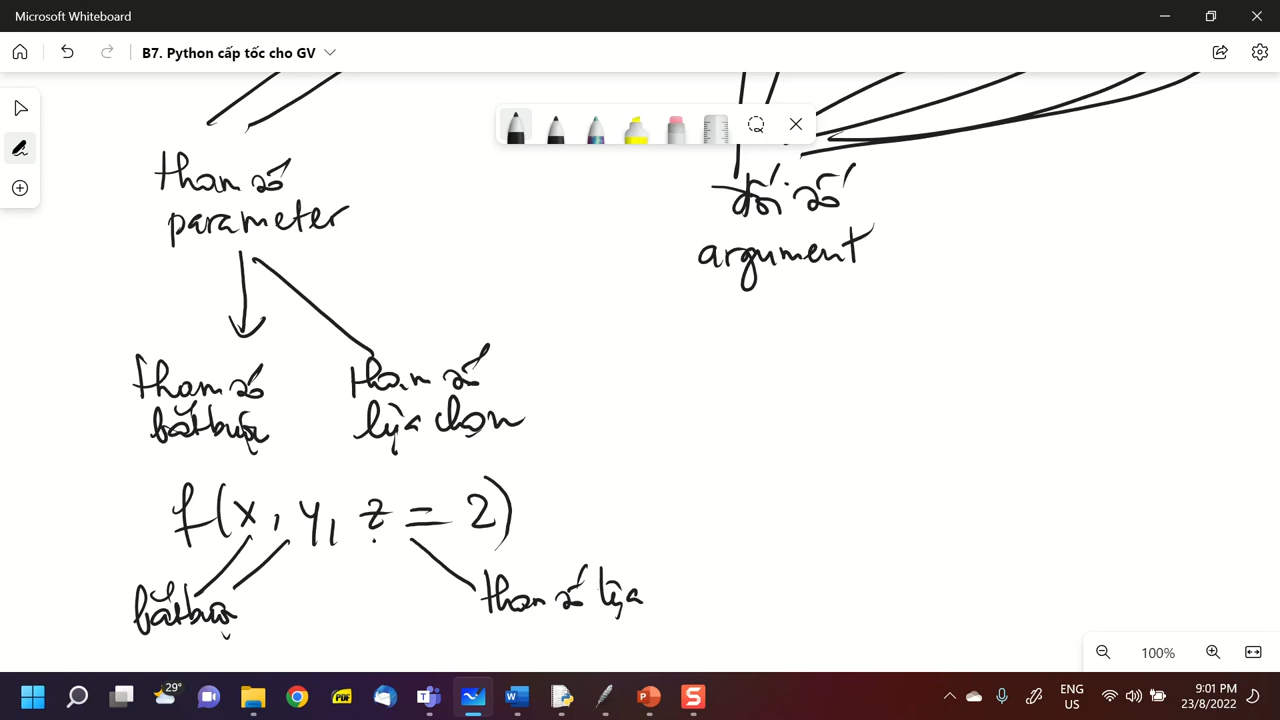 Microsoft Whiteboard
B7. Python cấp tốc cho GV
tham số
parameter
đối số
argument
tham số
bắt buộc
tham số
lựa chọn
f(x, y, z = 2)
bắt buộc
tham số lựa
100%
29°
ENG
US
9:01 PM
23/8/2022
PDF